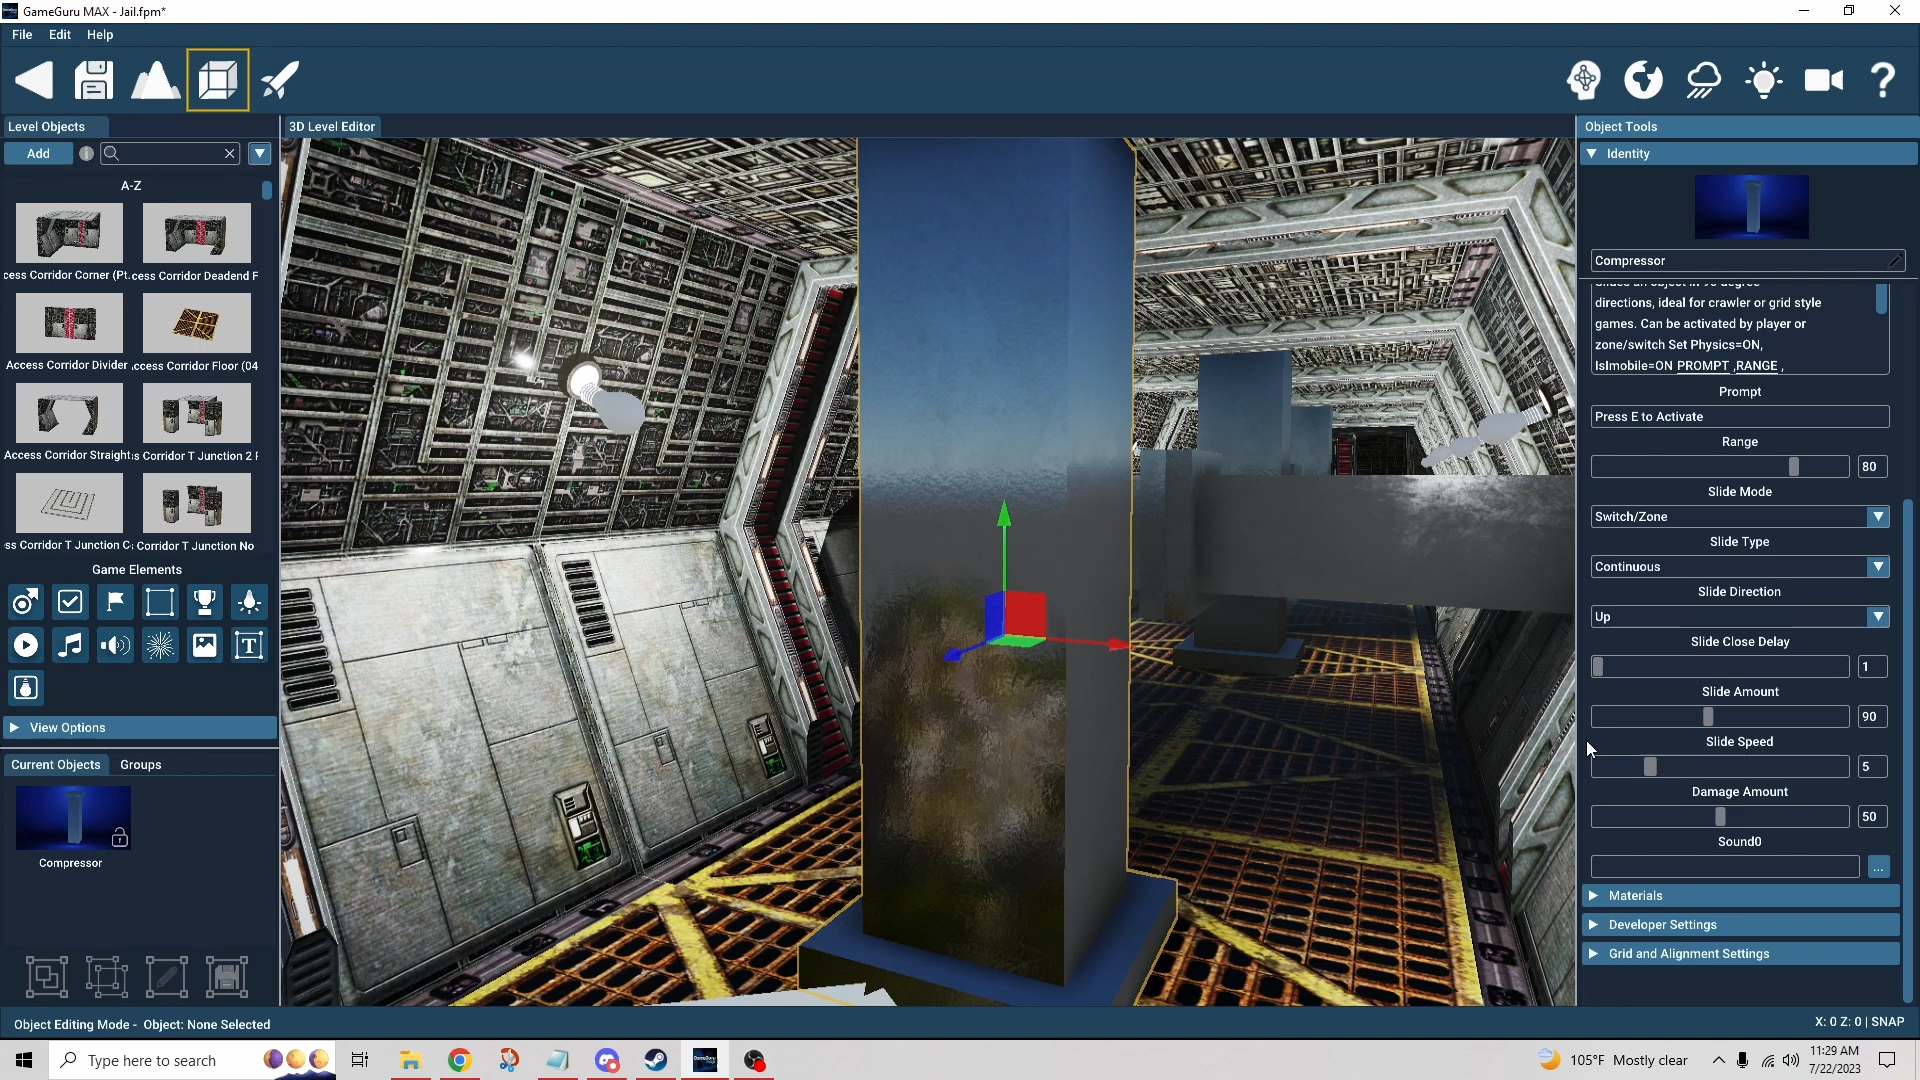 GameGuru MAX - Jail.fpm*
File Edit Help
Level Objects
Add
A-Z
cess Corridor Corner (Pt.
cess Corridor Deadend F
Access Corridor Divider
ccess Corridor Floor (04
Access Corridor Straight
s Corridor T Junction 2 F
ss Corridor T Junction C
Corridor T Junction No
Game Elements
View Options
Current Objects Groups
Compressor
3D Level Editor
Object Tools
Identity
Compressor
directions, ideal for crawler or grid style
games. Can be activated by player or
zone/switch Set Physics=ON,
IsImobile=ON PROMPT ,RANGE ,
Prompt
Press E to Activate
Range
80
Slide Mode
Switch/Zone
Slide Type
Continuous
Slide Direction
Up
Slide Close Delay
1
Slide Amount
90
Slide Speed
5
Damage Amount
50
Sound0
...
Materials
Developer Settings
Grid and Alignment Settings
Object Editing Mode - Object: None Selected
X: 0 Z: 0 | SNAP
Type here to search
105°F Mostly clear
11:29 AM
7/22/2023